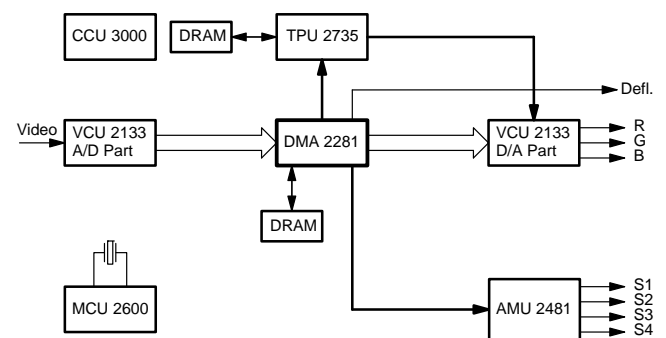 CCU 3000
DRAM
TPU 2735
Defl.
Video
VCU 2133
A/D Part
DMA 2281
VCU 2133
D/A Part
R
G
B
DRAM
MCU 2600
AMU 2481
S1
S2
S3
S4